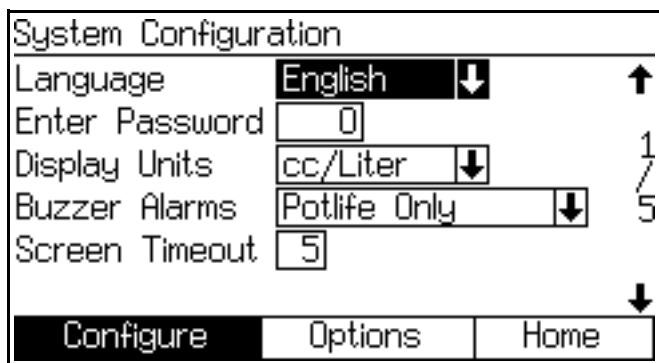 System Configuration
Language English
Enter Password 0
Display Units cc/Liter
Buzzer Alarms Potlife Only
Screen Timeout 5
1
/
5
Configure Options Home